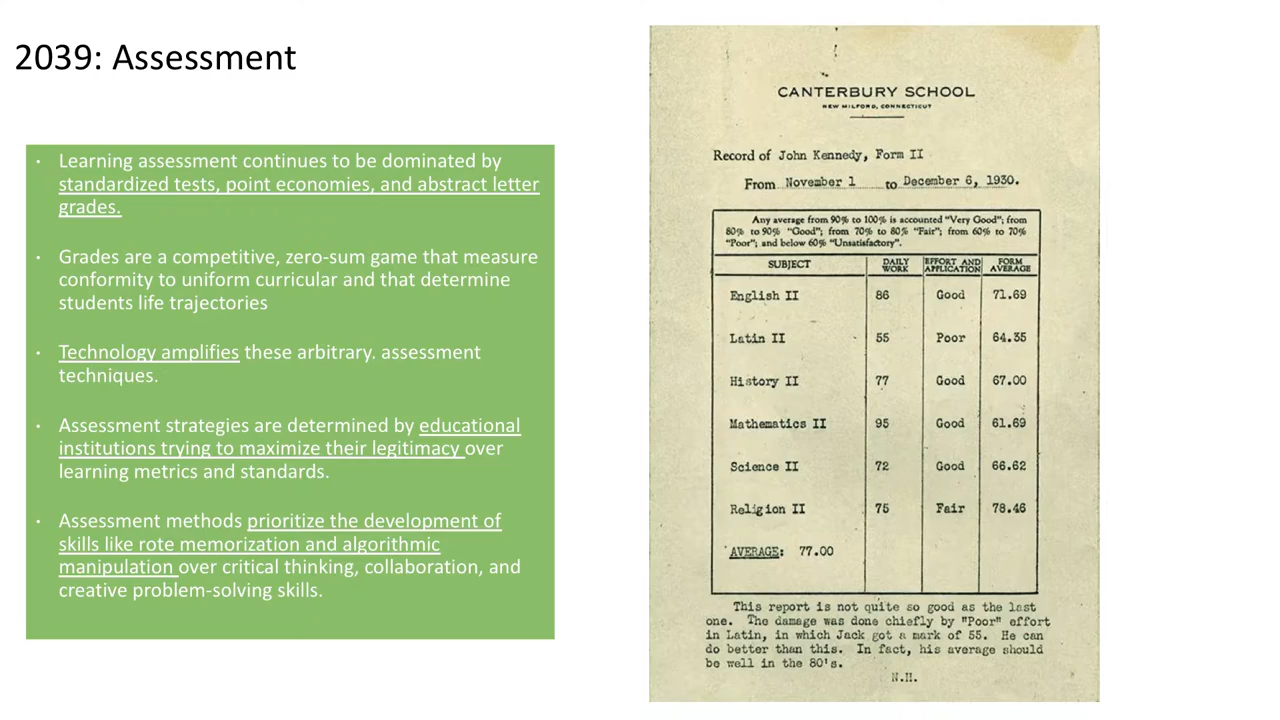 2039: Assessment
· Learning assessment continues to be dominated by
standardized tests, point economies, and abstract letter
grades.
· Grades are a competitive, zero-sum game that measure
conformity to uniform curricular and that determine
students life trajectories
· Technology amplifies these arbitrary. assessment
techniques.
· Assessment strategies are determined by educational
institutions trying to maximize their legitimacy over
learning metrics and standards.
· Assessment methods prioritize the development of
skills like rote memorization and algorithmic
manipulation over critical thinking, collaboration, and
creative problem-solving skills.
CANTERBURY SCHOOL
NEW MILFORD, CONNECTICUT
Record of John Kennedy, Form II
From November 1 to December 6, 1930.
Any average from 90% to 100% is accounted "Very Good"; from
80% to 90% "Good"; from 70% to 80% "Fair"; from 60% to 70%
"Poor"; and below 60% "Unsatisfactory".
SUBJECT DAILY WORK EFFORT AND APPLICATION FORM AVERAGE
English II 86 Good 71.69
Latin II 55 Poor 64.35
History II 77 Good 67.00
Mathematics II 95 Good 61.69
Science II 72 Good 66.62
Religion II 75 Fair 78.46
AVERAGE: 77.00
This report is not quite so good as the last
one. The damage was done chiefly by "Poor" effort
in Latin, in which Jack got a mark of 55. He can
do better than this. In fact, his average should
be well in the 80's.
N.H.